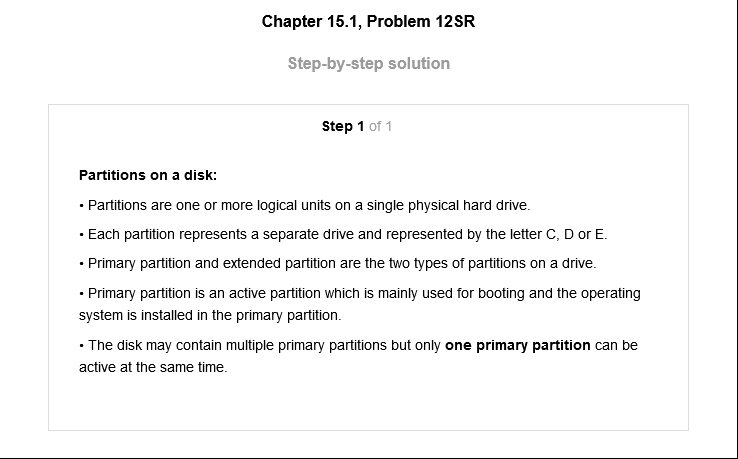 Chapter 15.1, Problem 12SR
Step-by-step solution
Step 1 of 1
Partitions on a disk:
• Partitions are one or more logical units on a single physical hard drive.
• Each partition represents a separate drive and represented by the letter C, D or E.
• Primary partition and extended partition are the two types of partitions on a drive.
• Primary partition is an active partition which is mainly used for booting and the operating
system is installed in the primary partition.
• The disk may contain multiple primary partitions but only one primary partition can be
active at the same time.